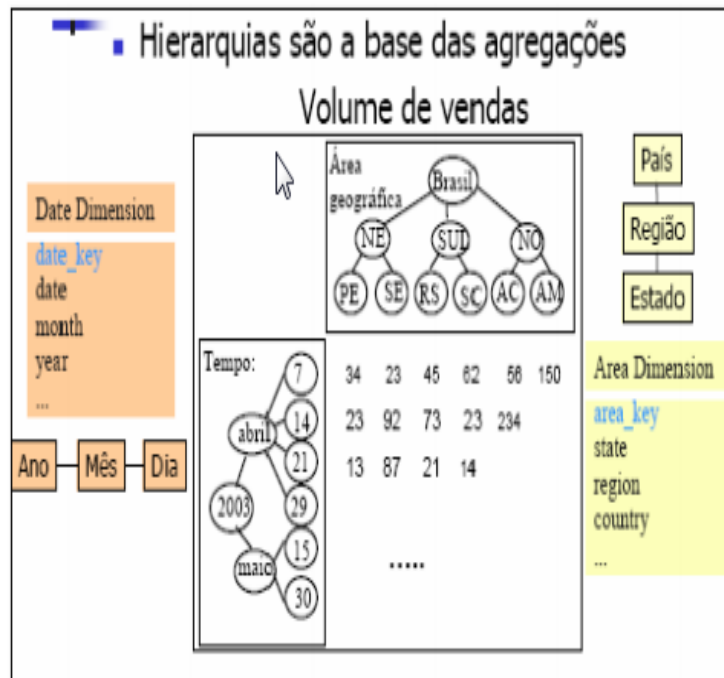 Hierarquias são a base das agregações
Volume de vendas
Date Dimension
date_key
date
month
year
...
Ano Mês Dia
Área
geográfica
Brasil
NE SUL NO
PE SE RS SC AC AM
Tempo:
7
14
21
29
15
30
abril
2003
maio
34 23 45 62 56 150
23 92 73 23 234
13 87 21 14
.....
País
Região
Estado
Area Dimension
area_key
state
region
country
...